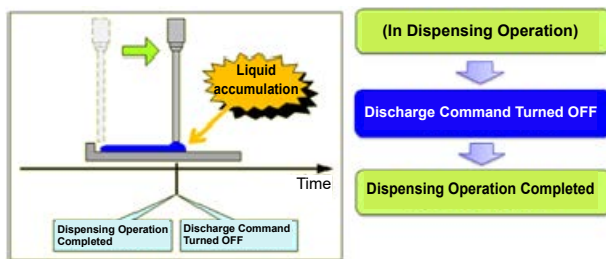 Liquid
accumulation
Time
Dispensing Operation
Completed
Discharge Command
Turned OFF
(In Dispensing Operation)
Discharge Command Turned OFF
Dispensing Operation Completed